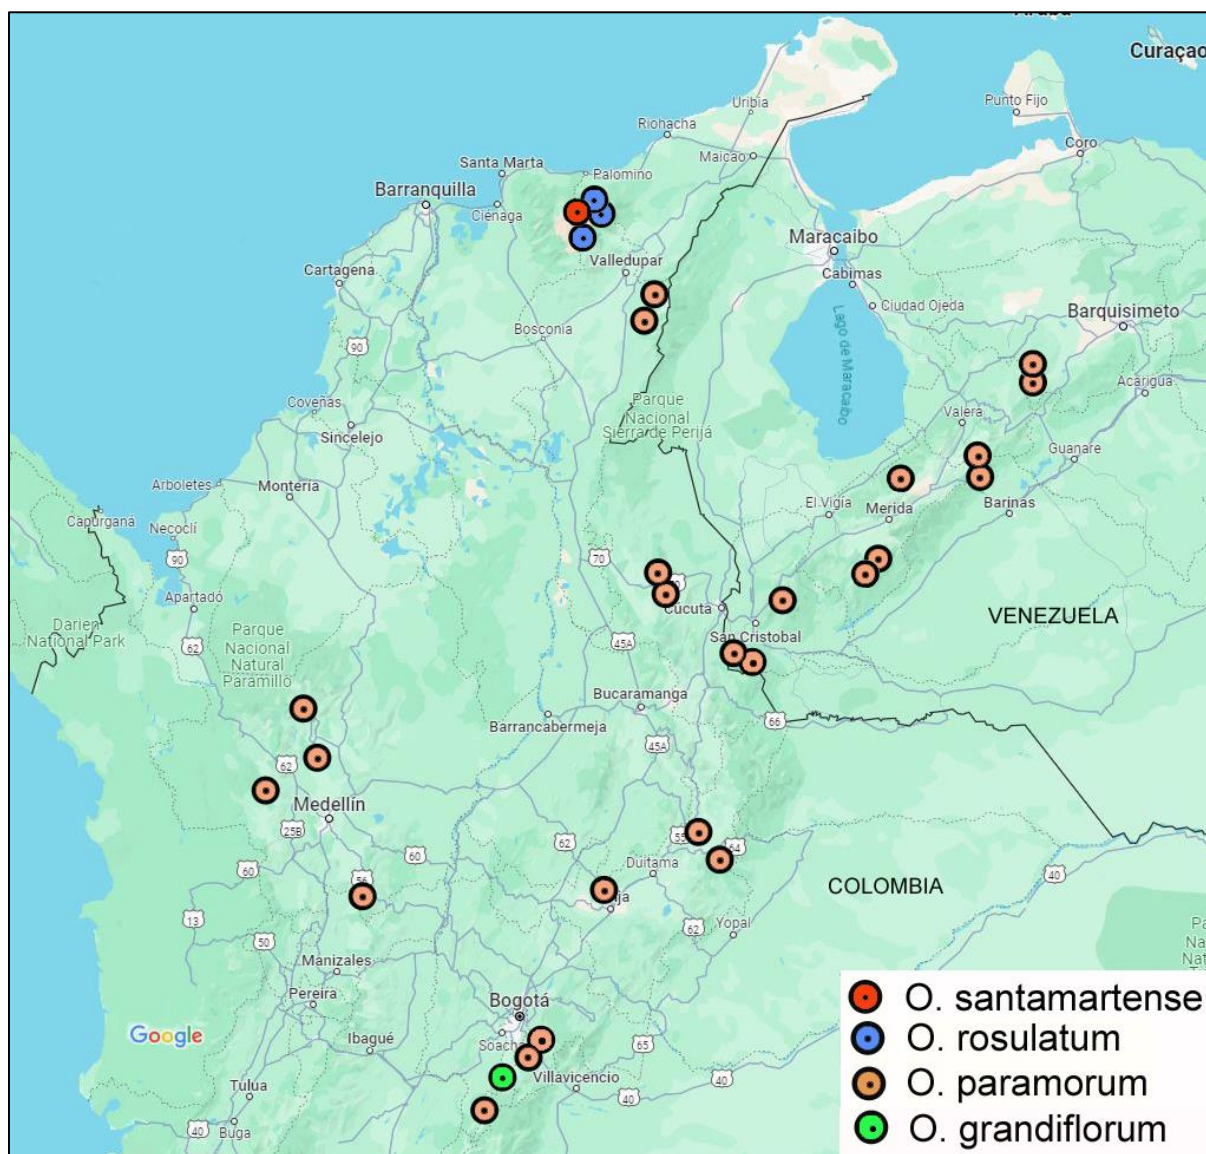 Curaçao
Punto Fijo
Uribia
Riohacha
Coro
Maicao
Santa Marta
Palomino
Barranquilla
Ciénaga
Maracaibo
Valledupar
Cartagena
Cabimas
Ciudad Ojeda
Lago de Maracaibo
Barquisimeto
Bosconia
90
Acarigua
Parque
Nacional
Sierra de Perijá
Coveñas
Valera
Sincelejo
Guanare
Arboletes
Montería
El Vigía
Merida
Barinas
Capurganá
Necoclí
90
70
Apartadó
Cúcuta
VENEZUELA
Darien
National Park
62
Parque
Nacional
Natural
Paramillo
45A
San Cristobal
Bucaramanga
Barrancabermeja
66
45A
62
Medellín
25B
55
64
62
60
Duitama
60
56
COLOMBIA
40
13
Yopal
62
50
Manizales
Pereira
Bogotá
Google
Ibagué
Soacha
65
Villavicencio
40
40
Tulua
Buga
40
O. santamartense
O. rosulatum
O. paramorum
O. grandiflorum